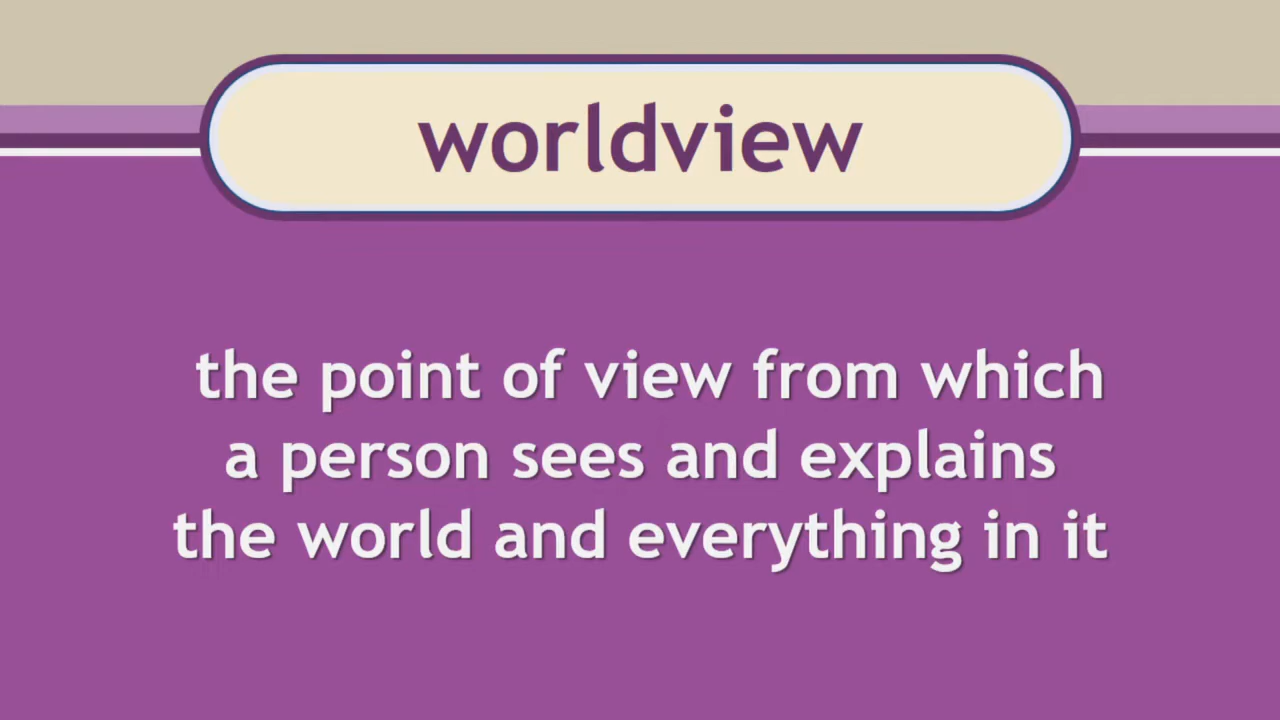 worldview
the point of view from which
a person sees and explains
the world and everything in it